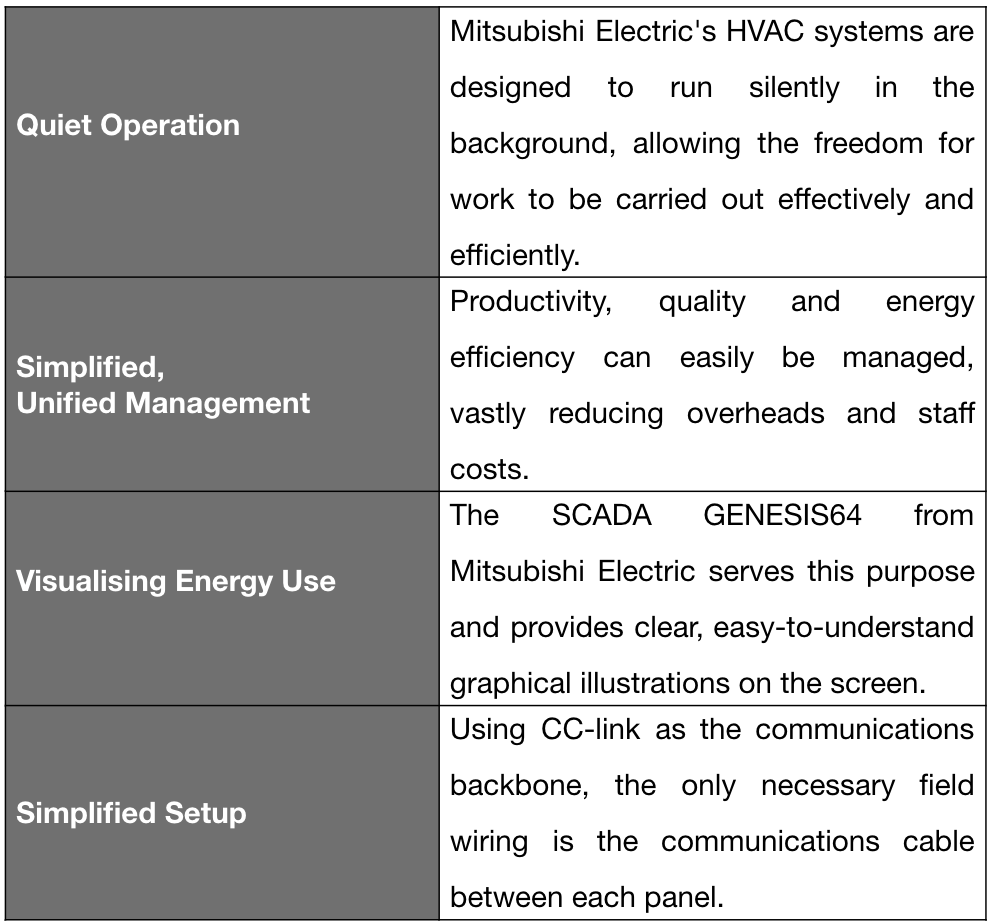 Quiet Operation
Mitsubishi Electric's HVAC systems are
designed to run silently in the
background, allowing the freedom for
work to be carried out effectively and
efficiently.
Simplified,
Unified Management
Productivity, quality and energy
efficiency can easily be managed,
vastly reducing overheads and staff
costs.
Visualising Energy Use
The SCADA GENESIS64 from
Mitsubishi Electric serves this purpose
and provides clear, easy-to-understand
graphical illustrations on the screen.
Simplified Setup
Using CC-link as the communications
backbone, the only necessary field
wiring is the communications cable
between each panel.